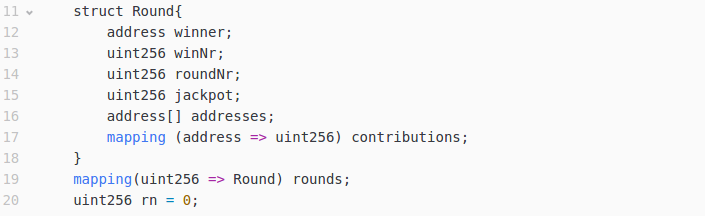 11 struct Round{
12 address winner;
13 uint256 winNr;
14 uint256 roundNr;
15 uint256 jackpot;
16 address[] addresses;
17 mapping (address => uint256) contributions;
18 }
19 mapping(uint256 => Round) rounds;
20 uint256 rn = 0;